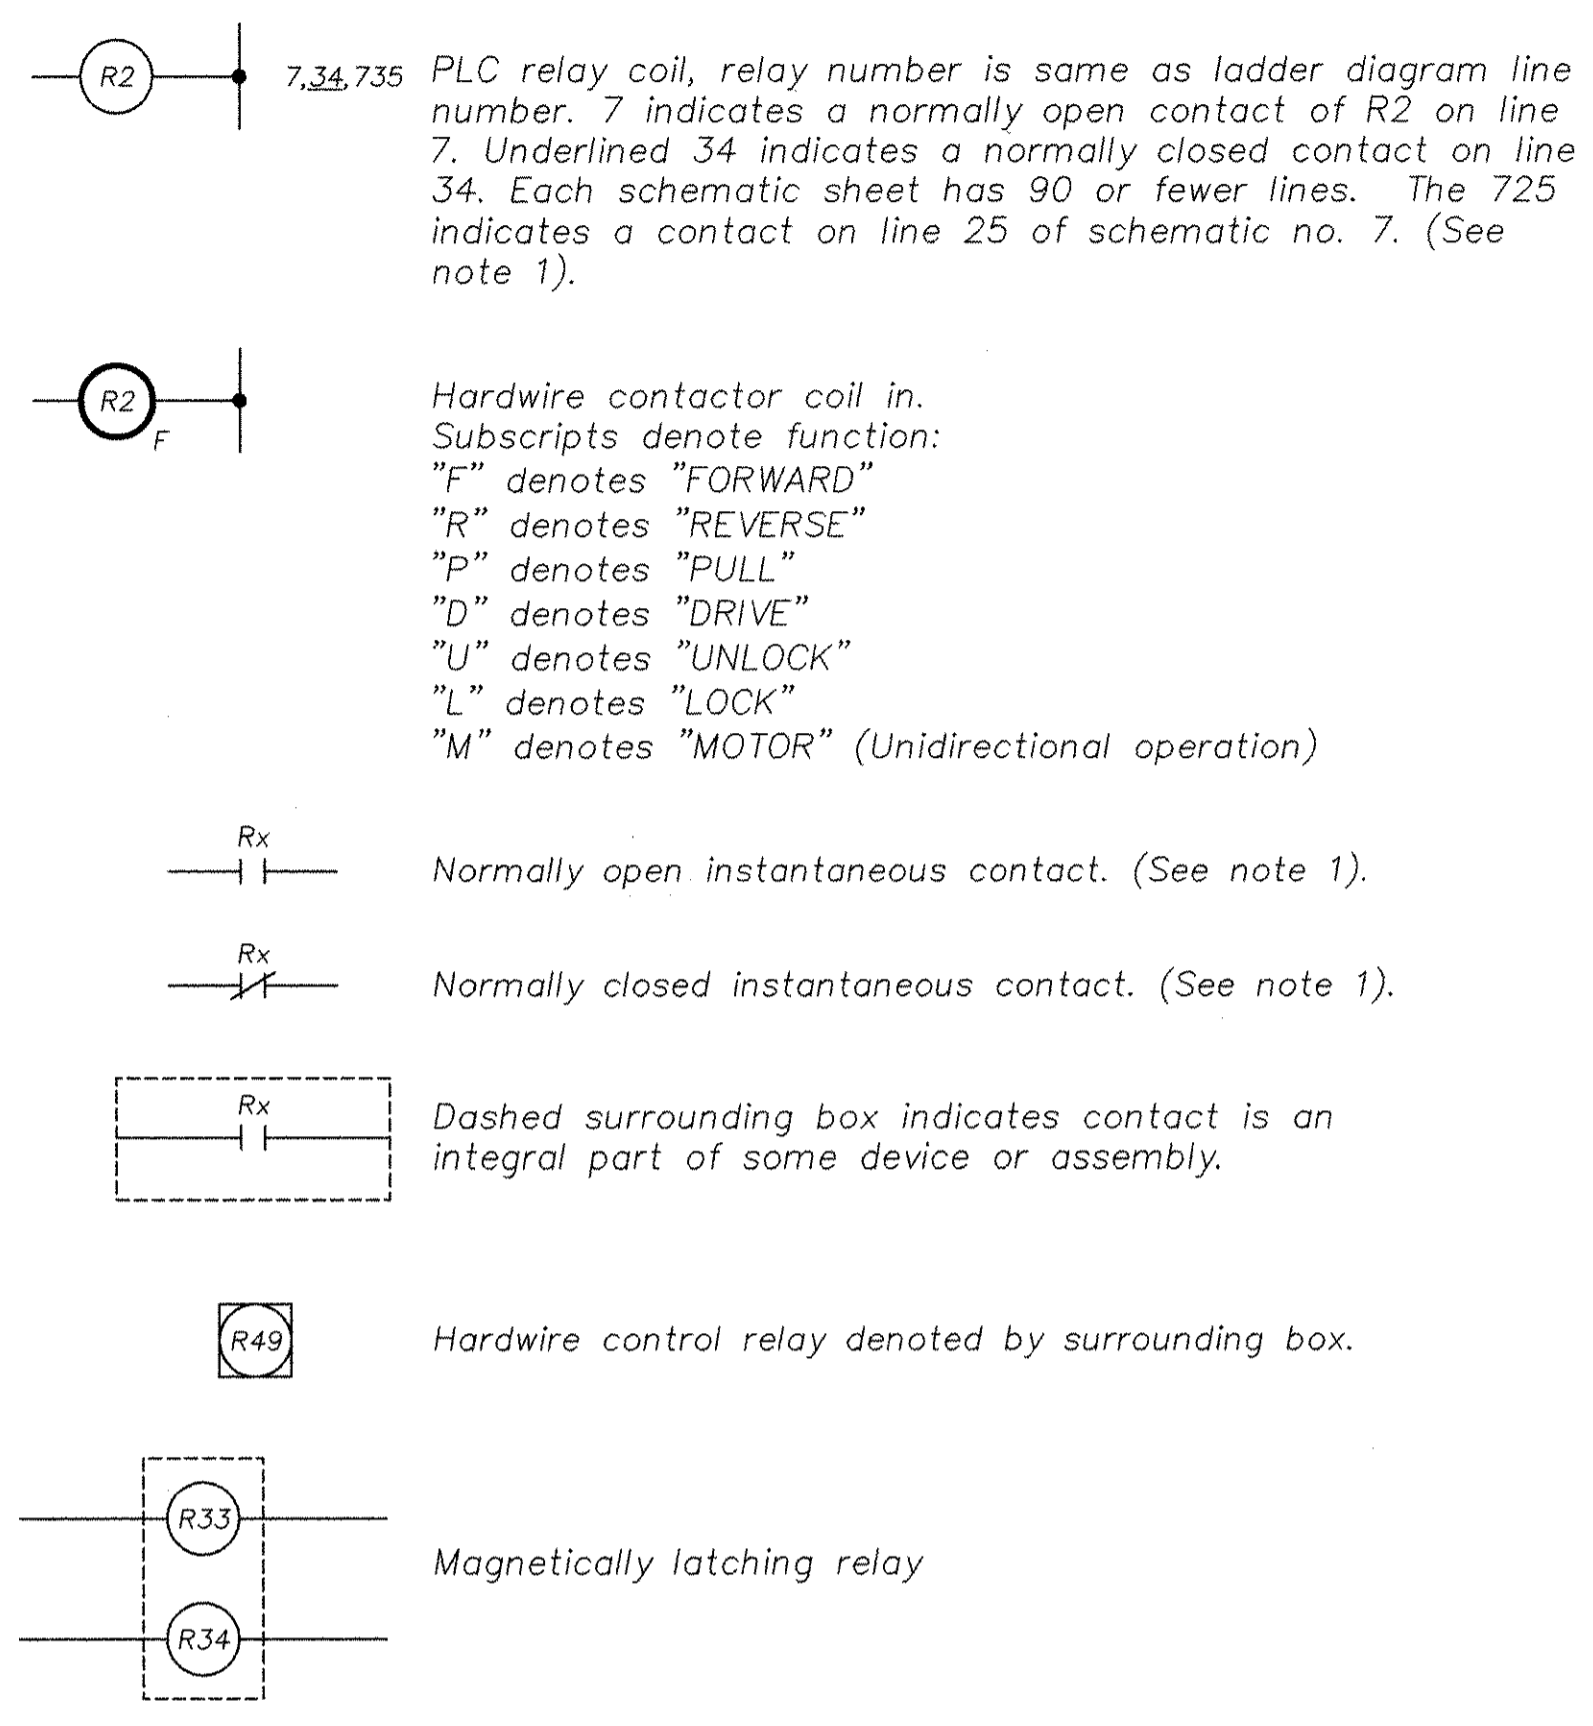 R2 7,34,735 PLC relay coil, relay number is same as ladder diagram line
number. 7 indicates a normally open contact of R2 on line
7. Underlined 34 indicates a normally closed contact on line
34. Each schematic sheet has 90 or fewer lines. The 725
indicates a contact on line 25 of schematic no. 7. (See
note 1).
R2 F
Hardwire contactor coil in.
Subscripts denote function:
"F" denotes "FORWARD"
"R" denotes "REVERSE"
"P" denotes "PULL"
"D" denotes "DRIVE"
"U" denotes "UNLOCK"
"L" denotes "LOCK"
"M" denotes "MOTOR" (Unidirectional operation)
Rx
Normally open instantaneous contact. (See note 1).
Rx
Normally closed instantaneous contact. (See note 1).
Rx
Dashed surrounding box indicates contact is an
integral part of some device or assembly.
R49 Hardwire control relay denoted by surrounding box.
R33
Magnetically latching relay
R34